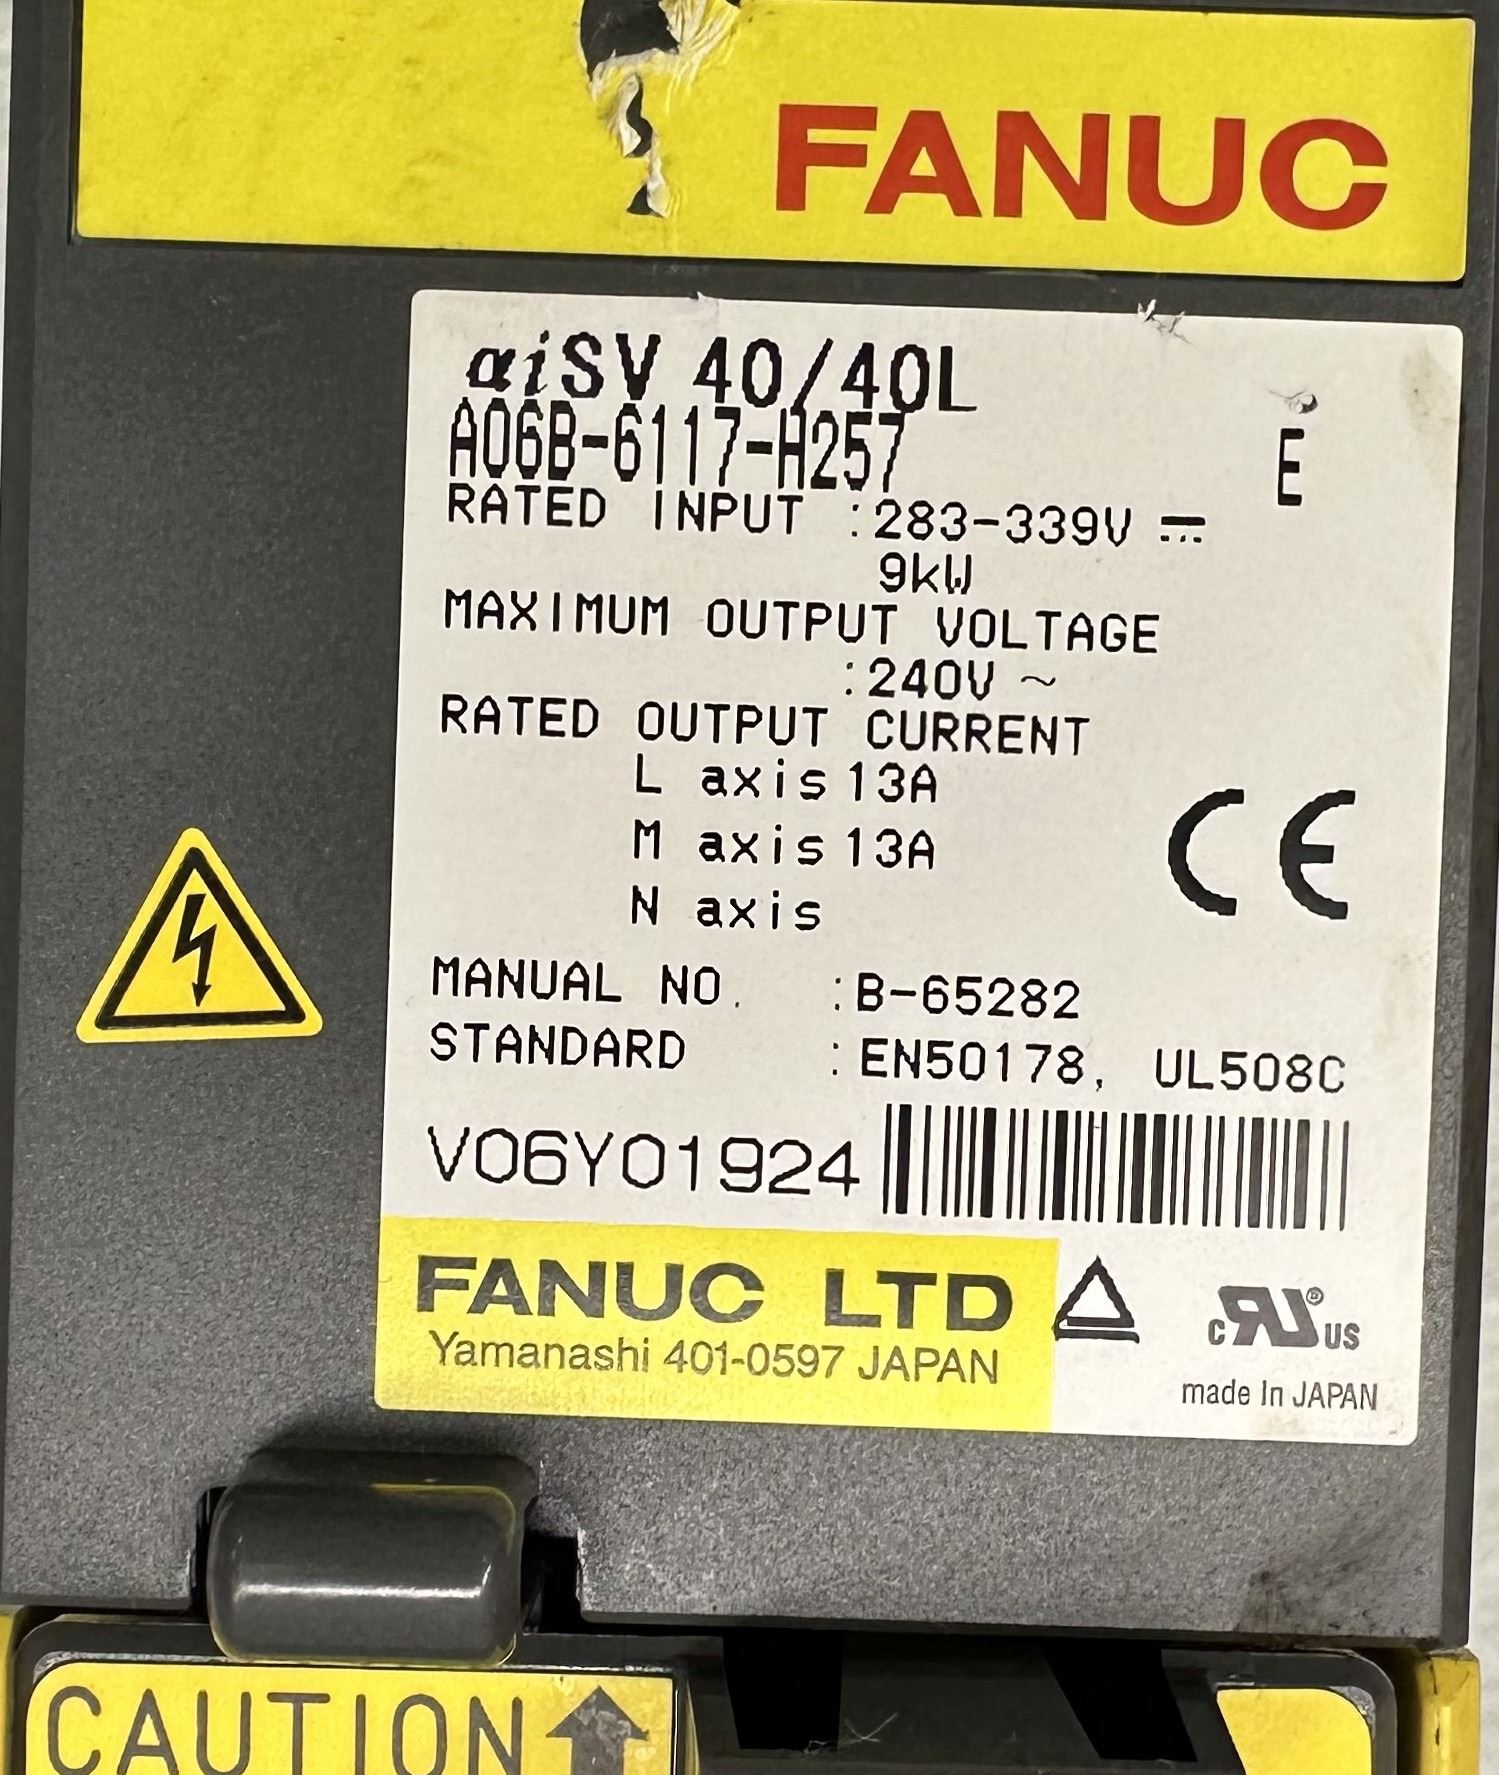 FANUC
αiSV 40/40L
A06B-6117-H257
E
RATED INPUT :283-339V ⎓
9kW
MAXIMUM OUTPUT VOLTAGE
:240V ~
RATED OUTPUT CURRENT
L axis 13A
M axis 13A
N axis
CE
MANUAL NO. :B-65282
STANDARD :EN50178, UL508C
V06Y01924
FANUC LTD
Yamanashi 401-0597 JAPAN
c RU ® US
made In JAPAN
CAUTION